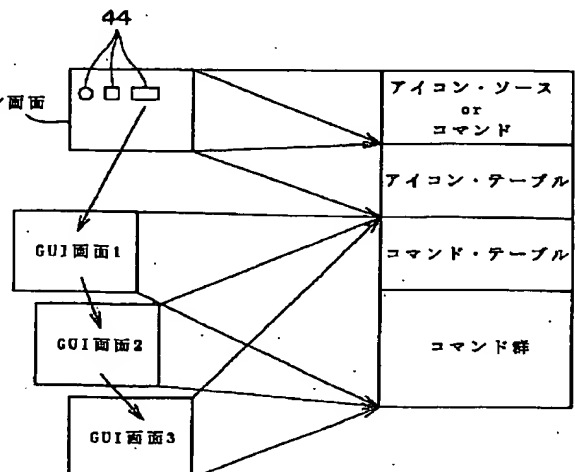 44
画面
アイコン・ソース
or
コマンド
アイコン・テーブル
GUI画面1
コマンド・テーブル
GUI画面2
コマンド群
GUI画面3